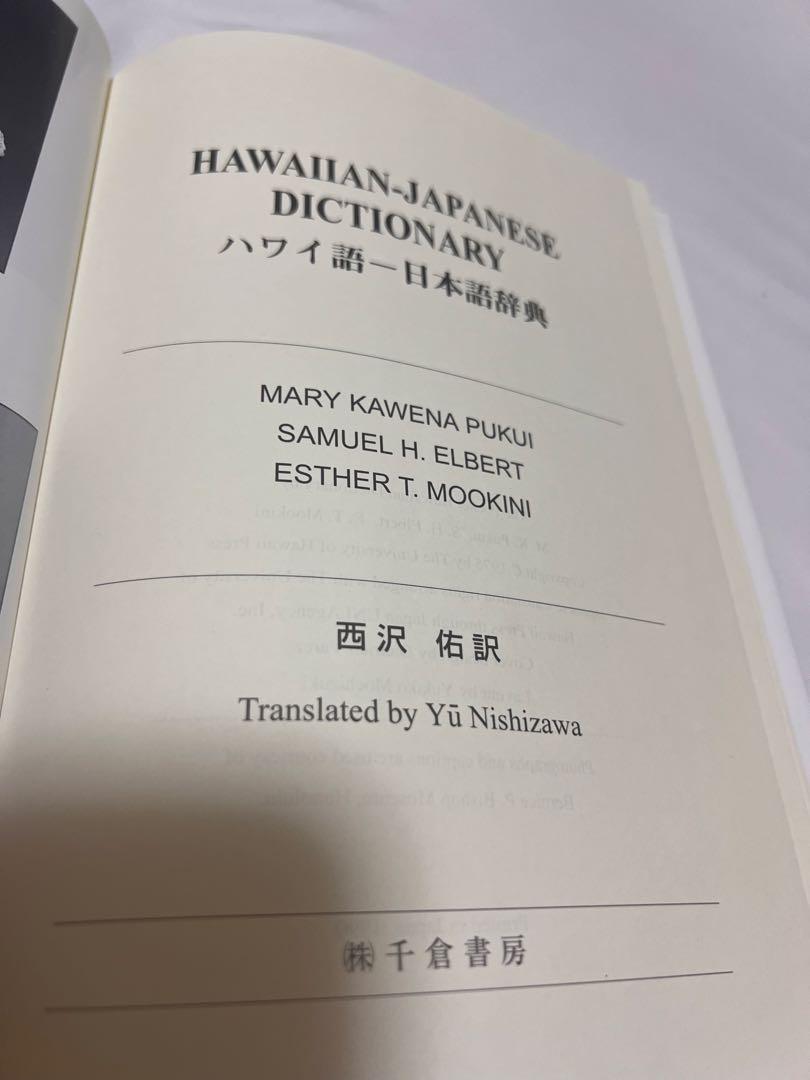 HAWAIIAN-JAPANESE
DICTIONARY
ハワイ語ー日本語辞典
MARY KAWENA PUKUI
SAMUEL H. ELBERT
ESTHER T. MOOKINI
西沢 佑訳
Translated by Yū Nishizawa
㈱千倉書房